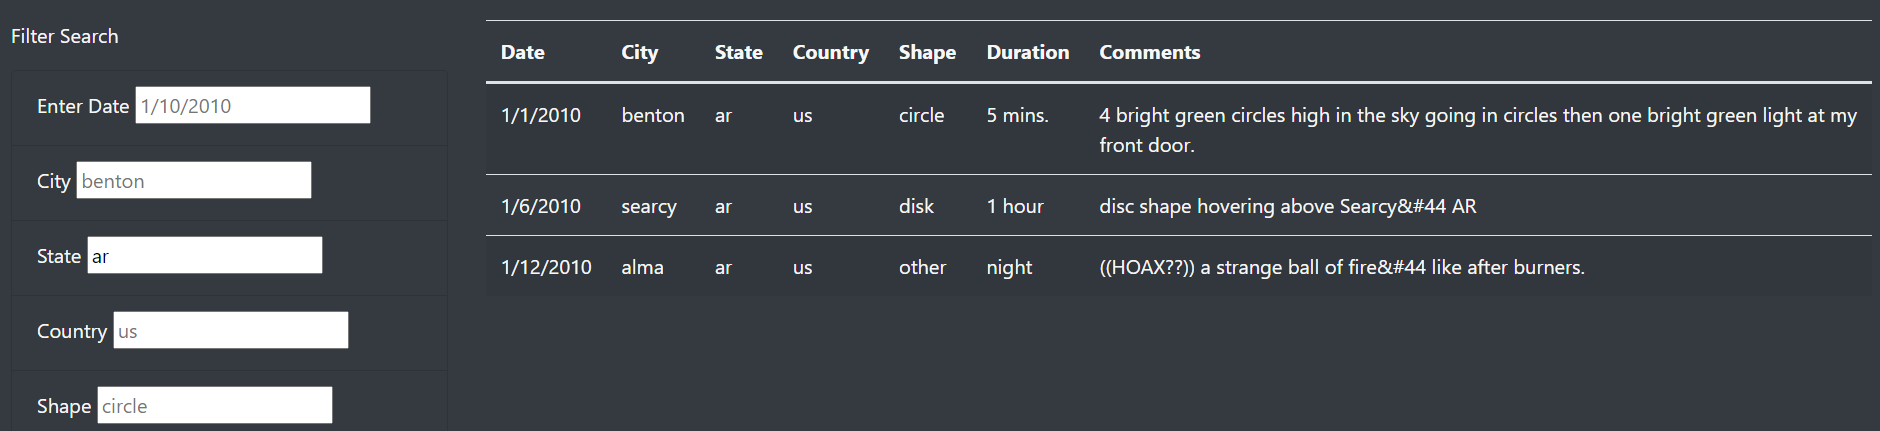 Filter Search
Enter Date 1/10/2010
City benton
State ar
Country us
Shape circle
Date City State Country Shape Duration Comments
1/1/2010 benton ar us circle 5 mins. 4 bright green circles high in the sky going in circles then one bright green light at my
front door.
1/6/2010 searcy ar us disk 1 hour disc shape hovering above Searcy&#44 AR
1/12/2010 alma ar us other night ((HOAX??)) a strange ball of fire&#44 like after burners.